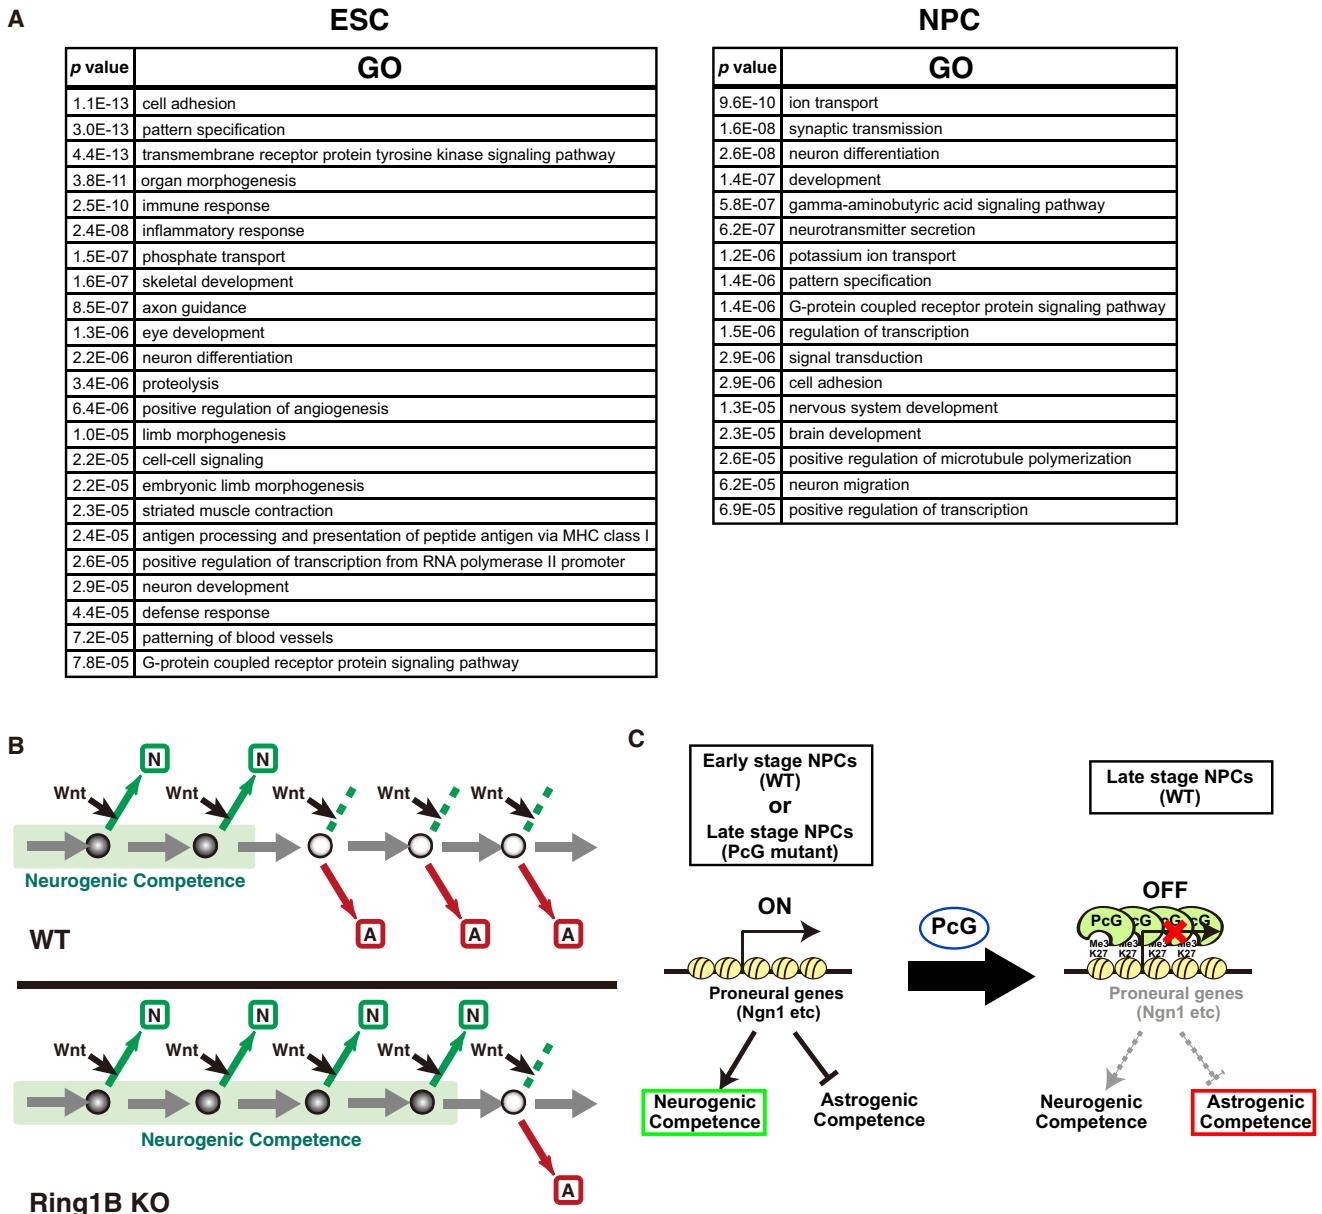 A
ESC
p value GO
1.1E-13 cell adhesion
3.0E-13 pattern specification
4.4E-13 transmembrane receptor protein tyrosine kinase signaling pathway
3.8E-11 organ morphogenesis
2.5E-10 immune response
2.4E-08 inflammatory response
1.5E-07 phosphate transport
1.6E-07 skeletal development
8.5E-07 axon guidance
1.3E-06 eye development
2.2E-06 neuron differentiation
3.4E-06 proteolysis
6.4E-06 positive regulation of angiogenesis
1.0E-05 limb morphogenesis
2.2E-05 cell-cell signaling
2.2E-05 embryonic limb morphogenesis
2.3E-05 striated muscle contraction
2.4E-05 antigen processing and presentation of peptide antigen via MHC class I
2.6E-05 positive regulation of transcription from RNA polymerase II promoter
2.9E-05 neuron development
4.4E-05 defense response
7.2E-05 patterning of blood vessels
7.8E-05 G-protein coupled receptor protein signaling pathway
NPC
p value GO
9.6E-10 ion transport
1.6E-08 synaptic transmission
2.6E-08 neuron differentiation
1.4E-07 development
5.8E-07 gamma-aminobutyric acid signaling pathway
6.2E-07 neurotransmitter secretion
1.2E-06 potassium ion transport
1.4E-06 pattern specification
1.4E-06 G-protein coupled receptor protein signaling pathway
1.5E-06 regulation of transcription
2.9E-06 signal transduction
2.9E-06 cell adhesion
1.3E-05 nervous system development
2.3E-05 brain development
2.6E-05 positive regulation of microtubule polymerization
6.2E-05 neuron migration
6.9E-05 positive regulation of transcription
B
N N
Wnt Wnt Wnt Wnt Wnt
Neurogenic Competence
A A A
WT
N N N N
Wnt Wnt Wnt Wnt Wnt
Neurogenic Competence
A
Ring1B KO
C
Early stage NPCs
(WT)
or
Late stage NPCs
(PcG mutant)
ON
Proneural genes
(Ngn1 etc)
Neurogenic
Competence
Astrogenic
Competence
PcG
Late stage NPCs
(WT)
OFF
PcG cG cG cG
Me3 Me3 Me3 Me3
K27 K27 K27 K27
Proneural genes
(Ngn1 etc)
Neurogenic
Competence
Astrogenic
Competence